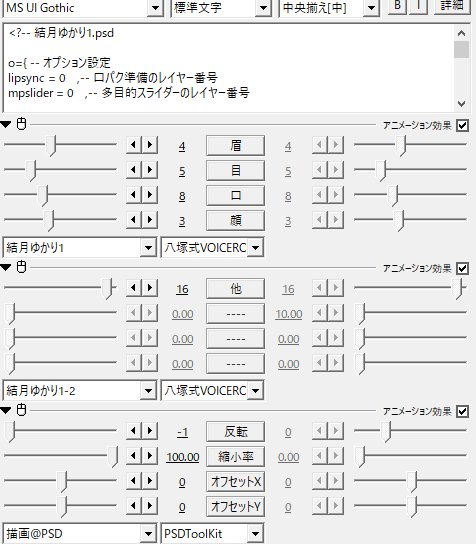 MS UI Gothic 標準文字 中央揃え[中] B I 詳細
<?-- 結月ゆかり1.psd
o={ -- オプション設定
lipsync = 0 ,-- 口パク準備のレイヤー番号
mpslider = 0 ,-- 多目的スライダーのレイヤー番号
アニメーション効果
4 眉 4
5 目 5
8 口 8
3 顔 3
結月ゆかり1 八塚式VOICERC
アニメーション効果
16 他 16
0.00 ---- 10.00
0.00 ---- 0.00
0.00 ---- 0.00
結月ゆかり1-2 八塚式VOICERC
アニメーション効果
-1 反転 0
100.00 縮小率 0.00
0 オフセットX 0
0 オフセットY 0
描画@PSD PSDToolKit